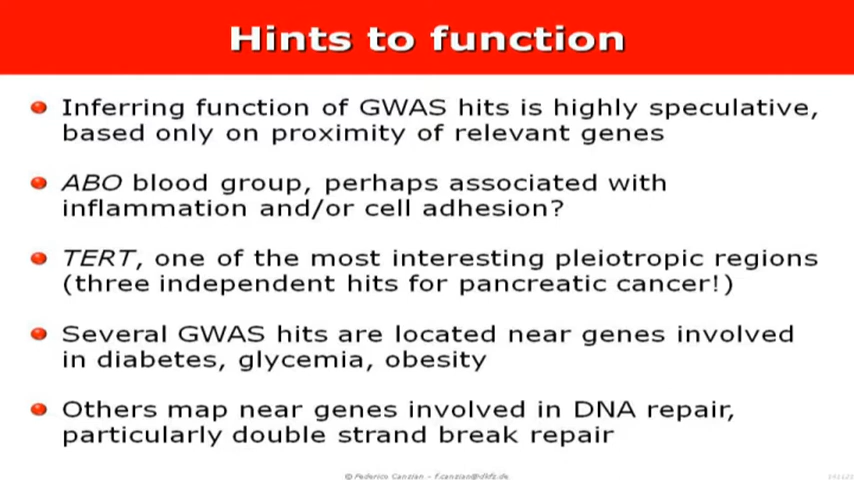 Hints to function
Inferring function of GWAS hits is highly speculative,
based only on proximity of relevant genes
ABO blood group, perhaps associated with
inflammation and/or cell adhesion?
TERT, one of the most interesting pleiotropic regions
(three independent hits for pancreatic cancer!)
Several GWAS hits are located near genes involved
in diabetes, glycemia, obesity
Others map near genes involved in DNA repair,
particularly double strand break repair
© Federico Canzian – f.canzian@dkfz.de